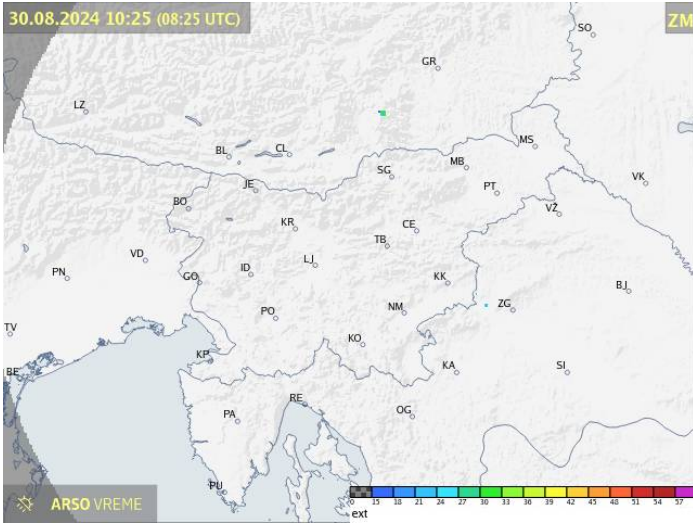 30.08.2024 10:25 (08:25 UTC)
ZM
SO
GR
LZ
MS
BL
CL
MB
SG
VK
JE
PT
BO
VŽ
KR
CE
TB
VD
LJ
PN
GO
ID
KK
BJ
NM
ZG
PO
TV
KO
KP
KA
SI
BE
RE
PA
OG
PU
0 15 18 21 24 27 30 33 36 39 42 45 48 51 54 57
ARSO VREME
ext